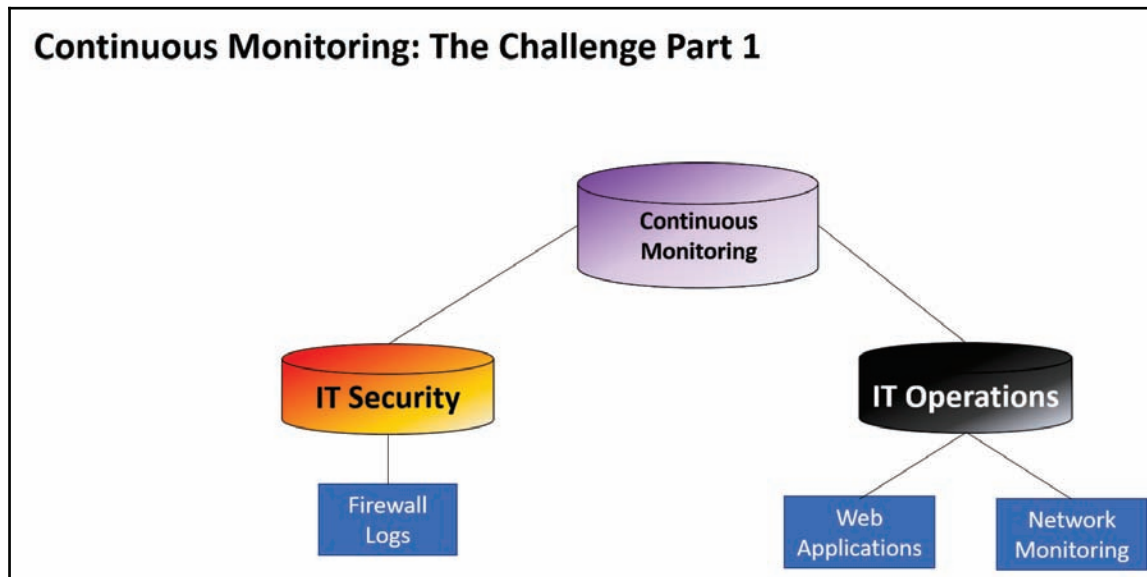 Continuous Monitoring: The Challenge Part 1
Continuous
Monitoring
IT Security
IT Operations
Firewall
Logs
Web
Applications
Network
Monitoring